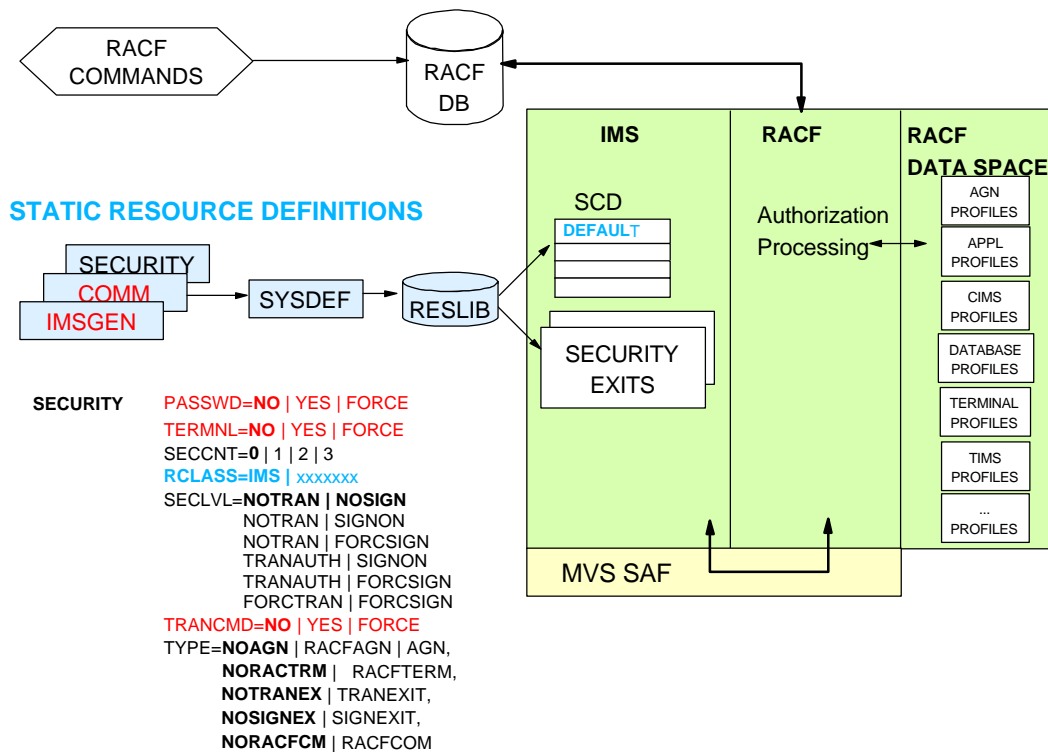 RACF
COMMANDS
RACF
DB
IMS
RACF
RACF
DATA SPACE
STATIC RESOURCE DEFINITIONS
SECURITY
COMM
IMSGEN
SYSDEF
RESLIB
SCD
DEFAULT
SECURITY
EXITS
Authorization
Processing
AGN
PROFILES
APPL
PROFILES
CIMS
PROFILES
DATABASE
PROFILES
TERMINAL
PROFILES
TIMS
PROFILES
...
PROFILES
MVS SAF
SECURITY PASSWD=NO | YES | FORCE
TERMNL=NO | YES | FORCE
SECCNT=0 | 1 | 2 | 3
RCLASS=IMS | xxxxxxx
SECLVL=NOTRAN | NOSIGN
NOTRAN | SIGNON
NOTRAN | FORCSIGN
TRANAUTH | SIGNON
TRANAUTH | FORCSIGN
FORCTRAN | FORCSIGN
TRANCMD=NO | YES | FORCE
TYPE=NOAGN | RACFAGN | AGN,
NORACTRM | RACFTERM,
NOTRANEX | TRANEXIT,
NOSIGNEX | SIGNEXIT,
NORACFCM | RACFCOM